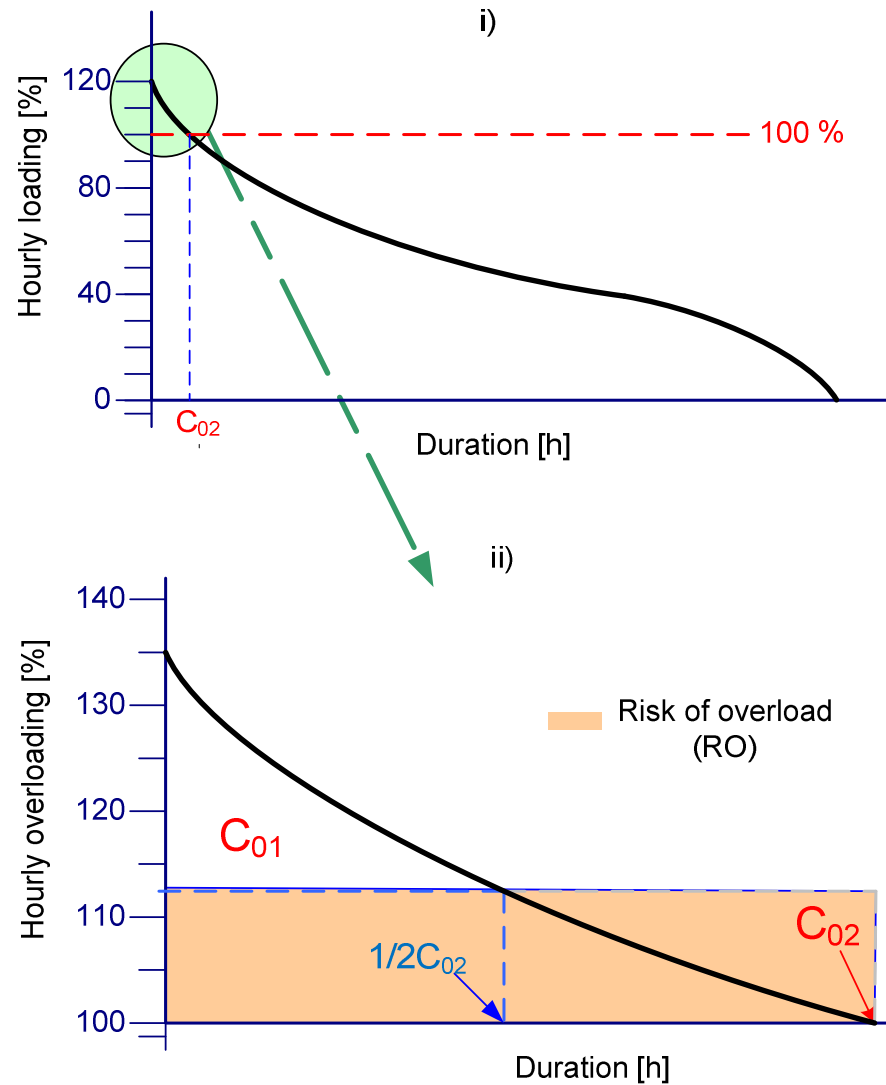 i)
Hourly loading [%]
120
100 %
80
40
0
C02
Duration [h]
ii)
Hourly overloading [%]
140
130
Risk of overload
(RO)
120
C01
110
C02
1/2C02
100
Duration [h]